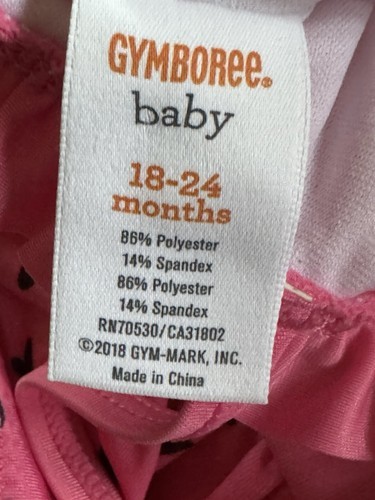 GYMBOREE®
baby
18-24
months
86% Polyester
14% Spandex
86% Polyester
14% Spandex
RN70530/CA31802
©2018 GYM-MARK, INC.
Made in China